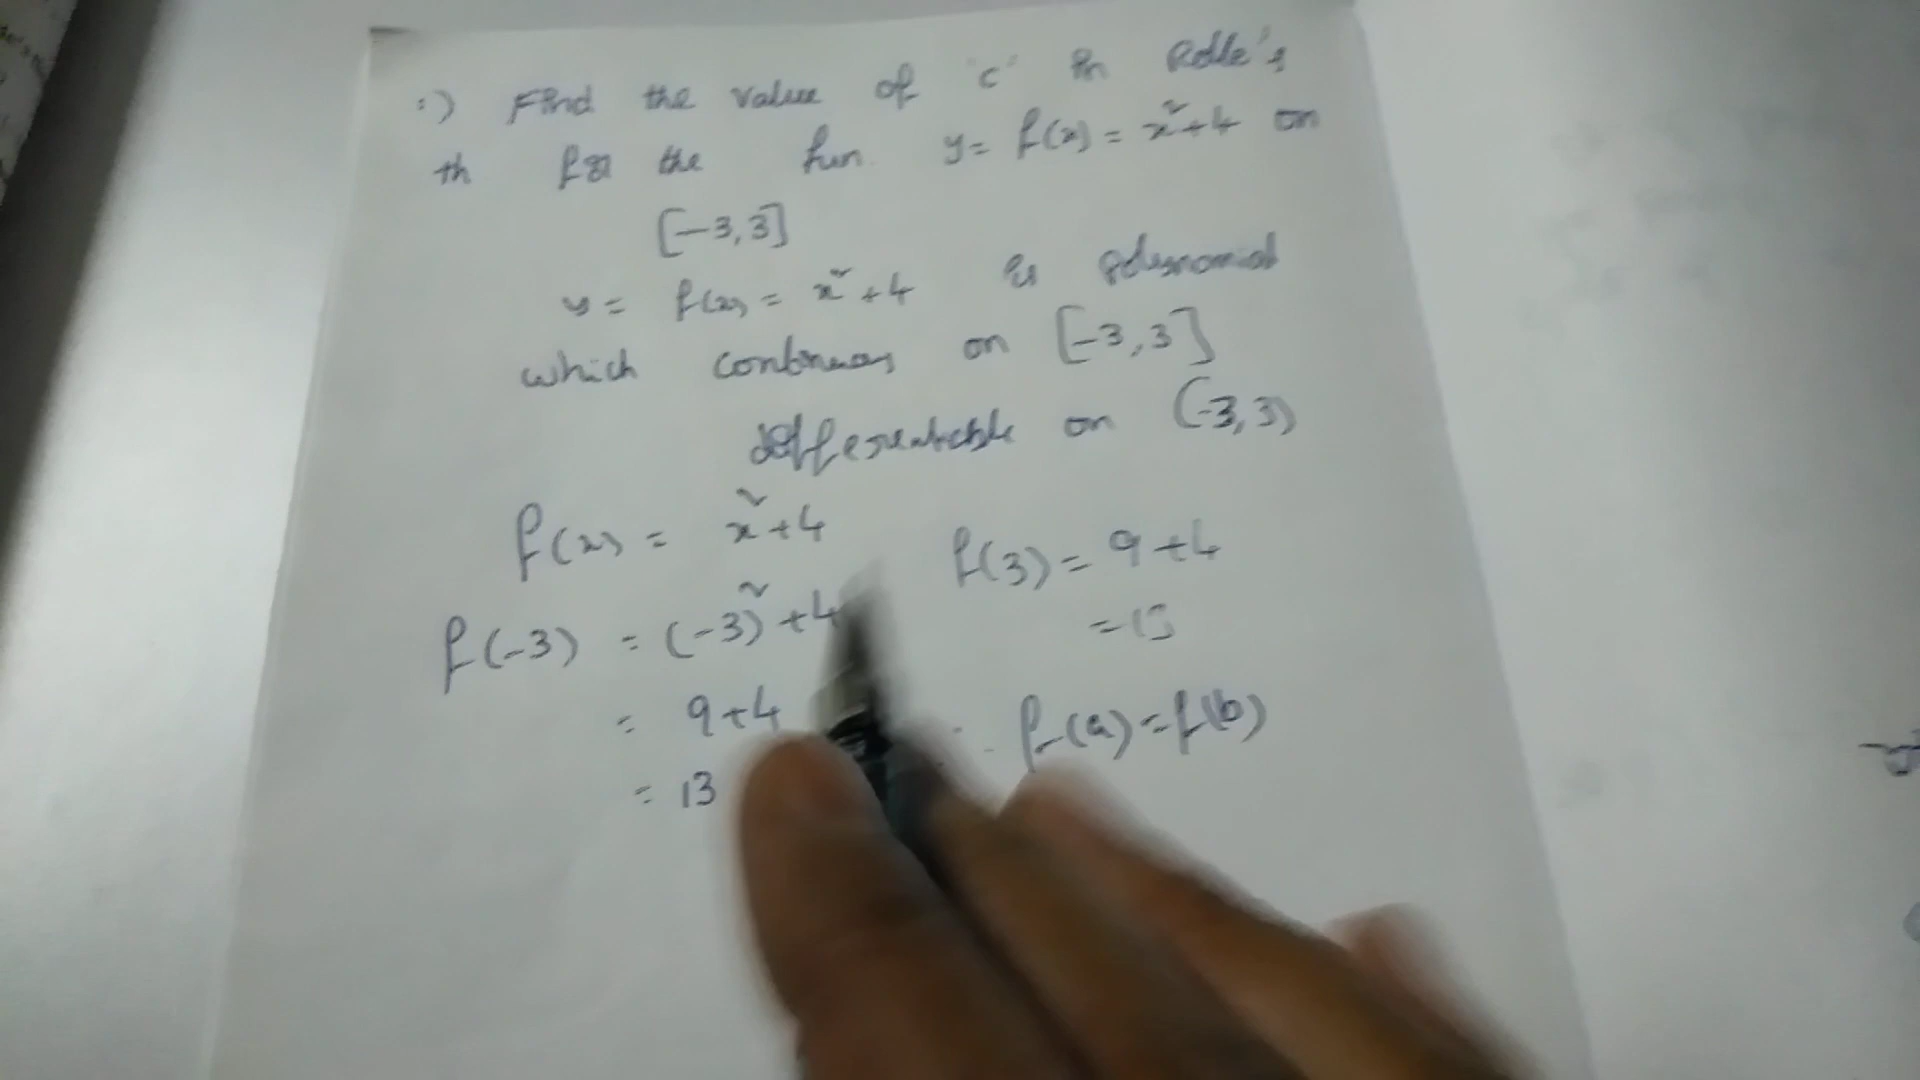 :) Find the value of 'c' in Rolle's
th for the fun. y = f(x) = x²+4 on
[-3,3]
y = f(x) = x²+4 is polynomial
which continuous on [-3,3]
differentiable on (-3,3)
f(x) = x²+4
f(-3) = (-3)²+4
= 9+4
= 13
f(3) = 9+4
= 13
∴ f(a) = f(b)